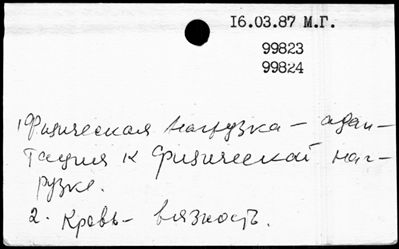 16.03.87 М.Г.
99823
99824
1 Физическая нагрузка – адап-
тация к физической наг-
рузке.
2. Кровь – вязкость.